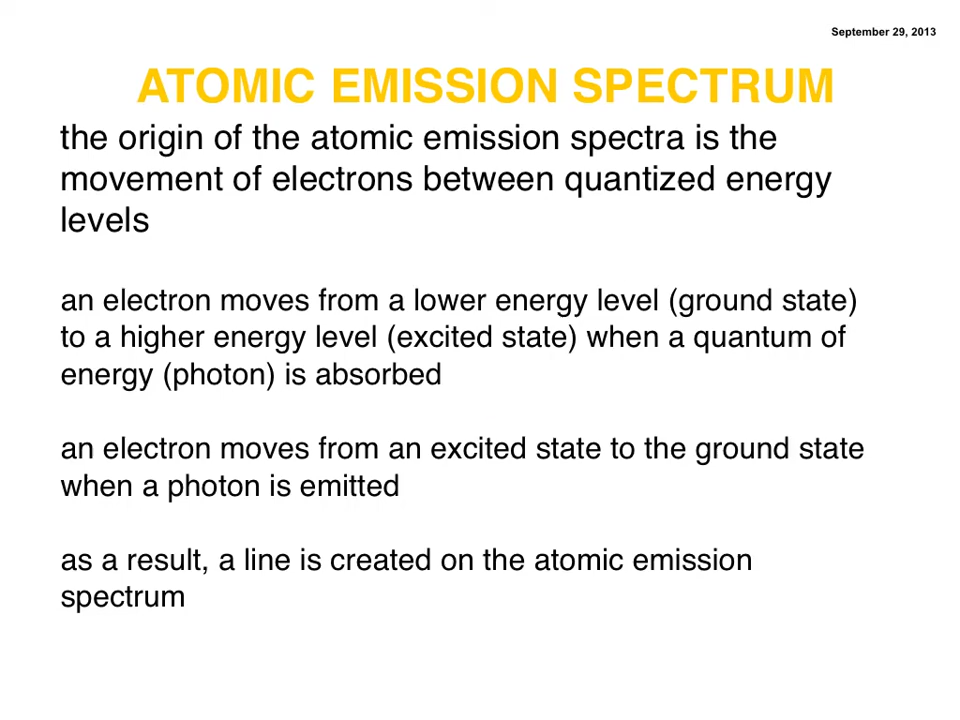 September 29, 2013
ATOMIC EMISSION SPECTRUM
the origin of the atomic emission spectra is the
movement of electrons between quantized energy
levels
an electron moves from a lower energy level (ground state)
to a higher energy level (excited state) when a quantum of
energy (photon) is absorbed
an electron moves from an excited state to the ground state
when a photon is emitted
as a result, a line is created on the atomic emission
spectrum